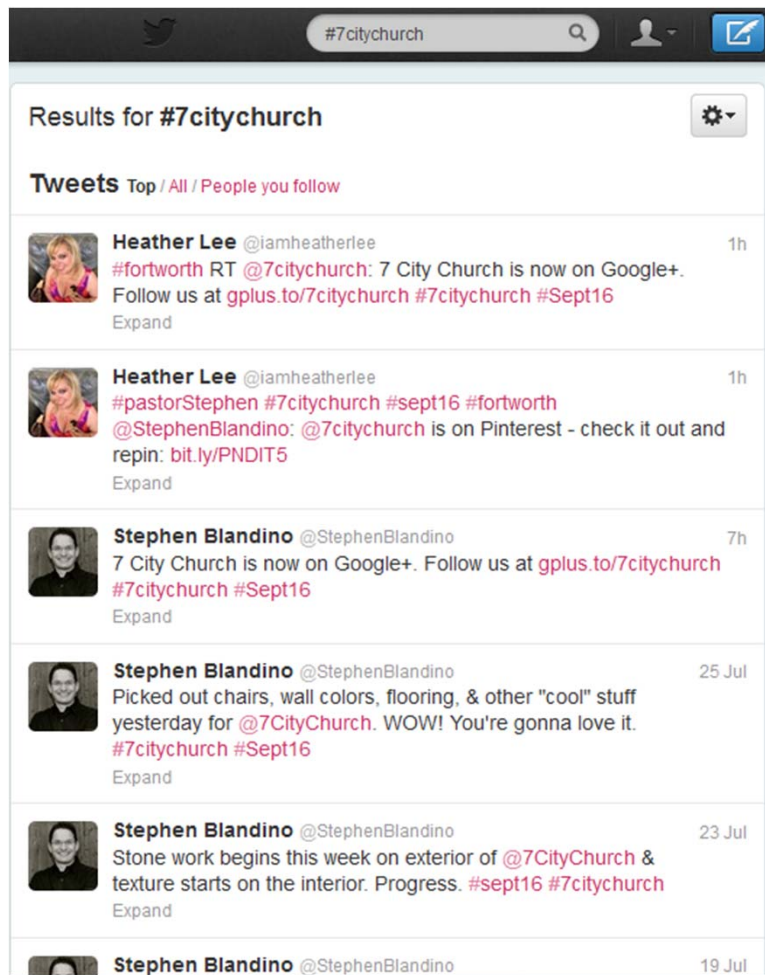 #7citychurch
Results for #7citychurch
Tweets Top / All / People you follow
Heather Lee @iamheatherlee 1h
#fortworth RT @7citychurch: 7 City Church is now on Google+.
Follow us at gplus.to/7citychurch #7citychurch #Sept16
Expand
Heather Lee @iamheatherlee 1h
#pastorStephen #7citychurch #sept16 #fortworth
@StephenBlandino: @7citychurch is on Pinterest - check it out and
repin: bit.ly/PNDIT5
Expand
Stephen Blandino @StephenBlandino 7h
7 City Church is now on Google+. Follow us at gplus.to/7citychurch
#7citychurch #Sept16
Expand
Stephen Blandino @StephenBlandino 25 Jul
Picked out chairs, wall colors, flooring, & other "cool" stuff
yesterday for @7CityChurch. WOW! You're gonna love it.
#7citychurch #Sept16
Expand
Stephen Blandino @StephenBlandino 23 Jul
Stone work begins this week on exterior of @7CityChurch &
texture starts on the interior. Progress. #sept16 #7citychurch
Expand
Stephen Blandino @StephenBlandino 19 Jul